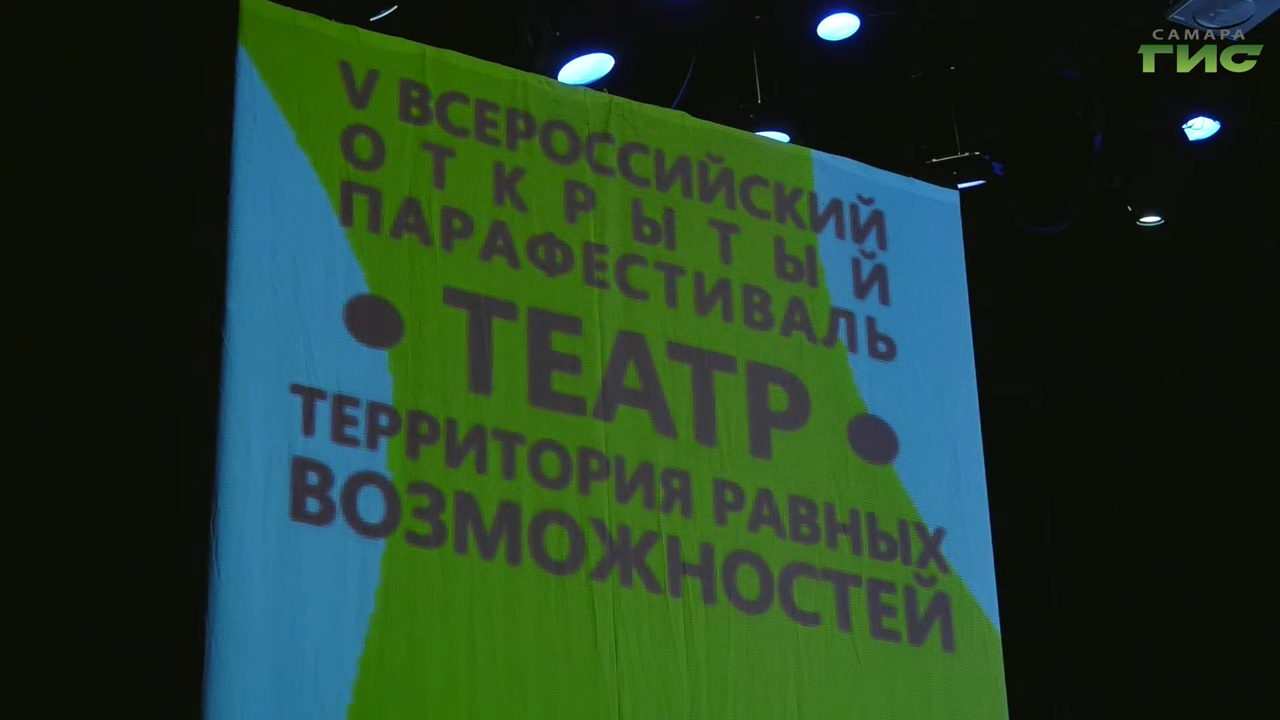 САМАРА
ГИС
V ВСЕРОССИЙСКИЙ
ОТКРЫТЫЙ
ПАРАФЕСТИВАЛЬ
• ТЕАТР •
ТЕРРИТОРИЯ РАВНЫХ
ВОЗМОЖНОСТЕЙ